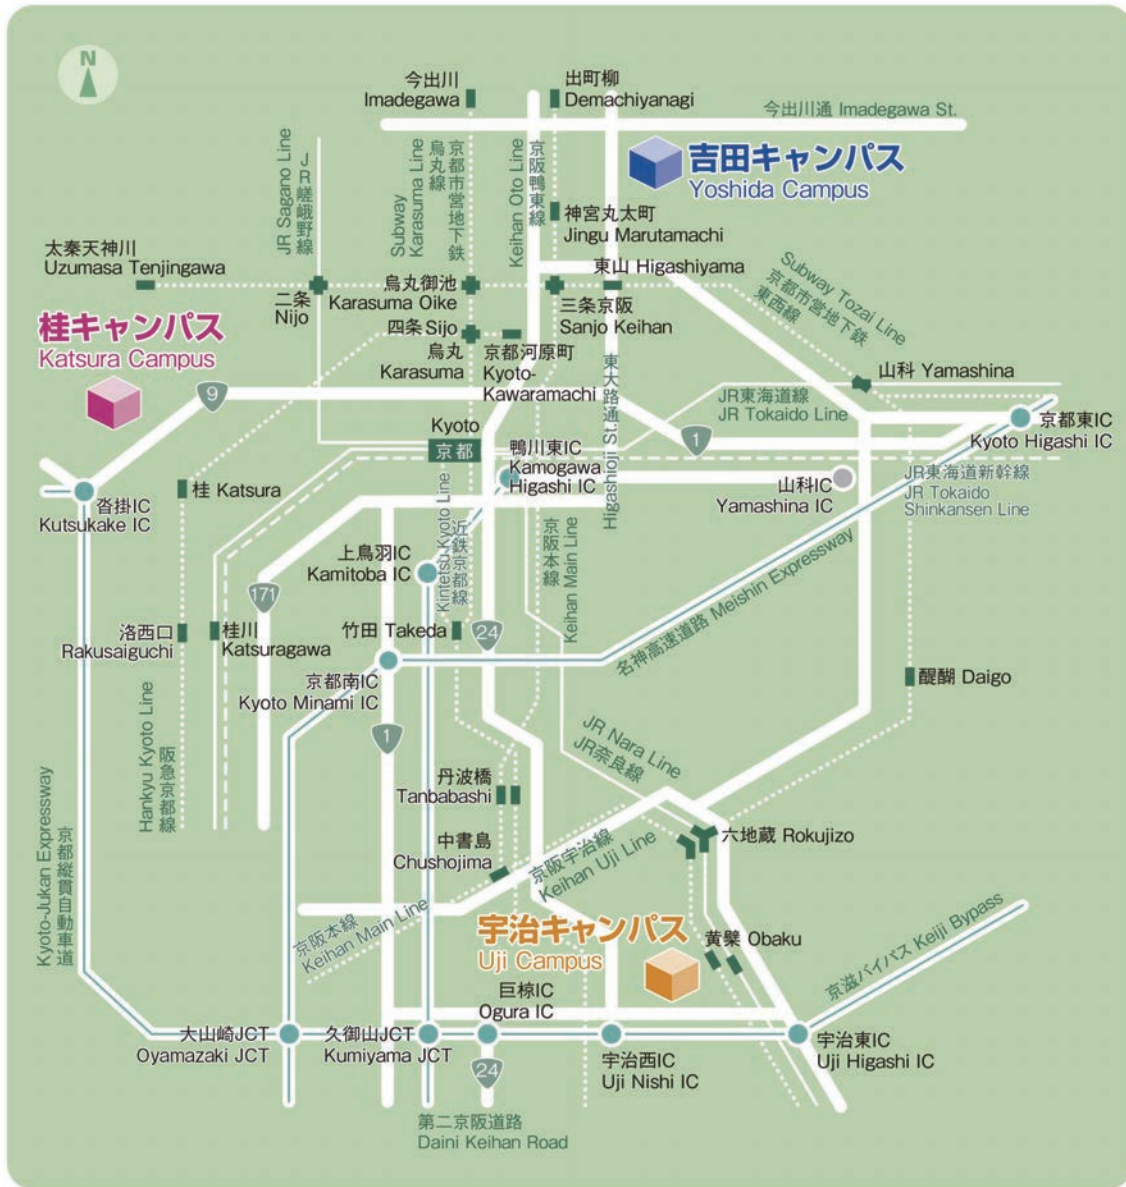 N
今出川
Imadegawa
出町柳
Demachiyanagi
今出川通 Imadegawa St.
吉田キャンパス
Yoshida Campus
JR Sagano Line
JR嵯峨野線
Subway
Karasuma Line
京都市営地下鉄
烏丸線
Keihan Oto Line
京阪鴨東線
神宮丸太町
Jingu Marutamachi
太秦天神川
Uzumasa Tenjingawa
二条
Nijo
烏丸御池
Karasuma Oike
東山 Higashiyama
三条京阪
Sanjo Keihan
Subway Tozai Line
京都市営地下鉄
東西線
四条 Sijo
烏丸
Karasuma
京都河原町
Kyoto-
Kawaramachi
桂キャンパス
Katsura Campus
9
東大路通
Higashioji St.
山科 Yamashina
JR東海道線
JR Tokaido Line
1
京都東IC
Kyoto Higashi IC
Kyoto
京都
鴨川東IC
Kamogawa
Higashi IC
山科IC
Yamashina IC
JR東海道新幹線
JR Tokaido
Shinkansen Line
沓掛IC
Kutsukake IC
桂 Katsura
上鳥羽IC
Kamitoba IC
Kintetsu Kyoto Line
近鉄京都線
京阪本線
Keihan Main Line
名神高速道路 Meishin Expressway
171
洛西口
Rakusaiguchi
桂川
Katsuragawa
竹田 Takeda
24
京都南IC
Kyoto Minami IC
醍醐 Daigo
1
Hankyu Kyoto Line
阪急京都線
JR Nara Line
JR奈良線
丹波橋
Tanbabashi
中書島
Chushojima
京阪宇治線
Keihan Uji Line
六地蔵 Rokujizo
Kyoto-Jukan Expressway
京都縦貫自動車道
京阪本線
Keihan Main Line
宇治キャンパス
Uji Campus
黄檗 Obaku
京滋バイパス Keiji Bypass
大山崎JCT
Oyamazaki JCT
久御山JCT
Kumiyama JCT
巨椋IC
Ogura IC
24
宇治西IC
Uji Nishi IC
宇治東IC
Uji Higashi IC
第二京阪道路
Daini Keihan Road